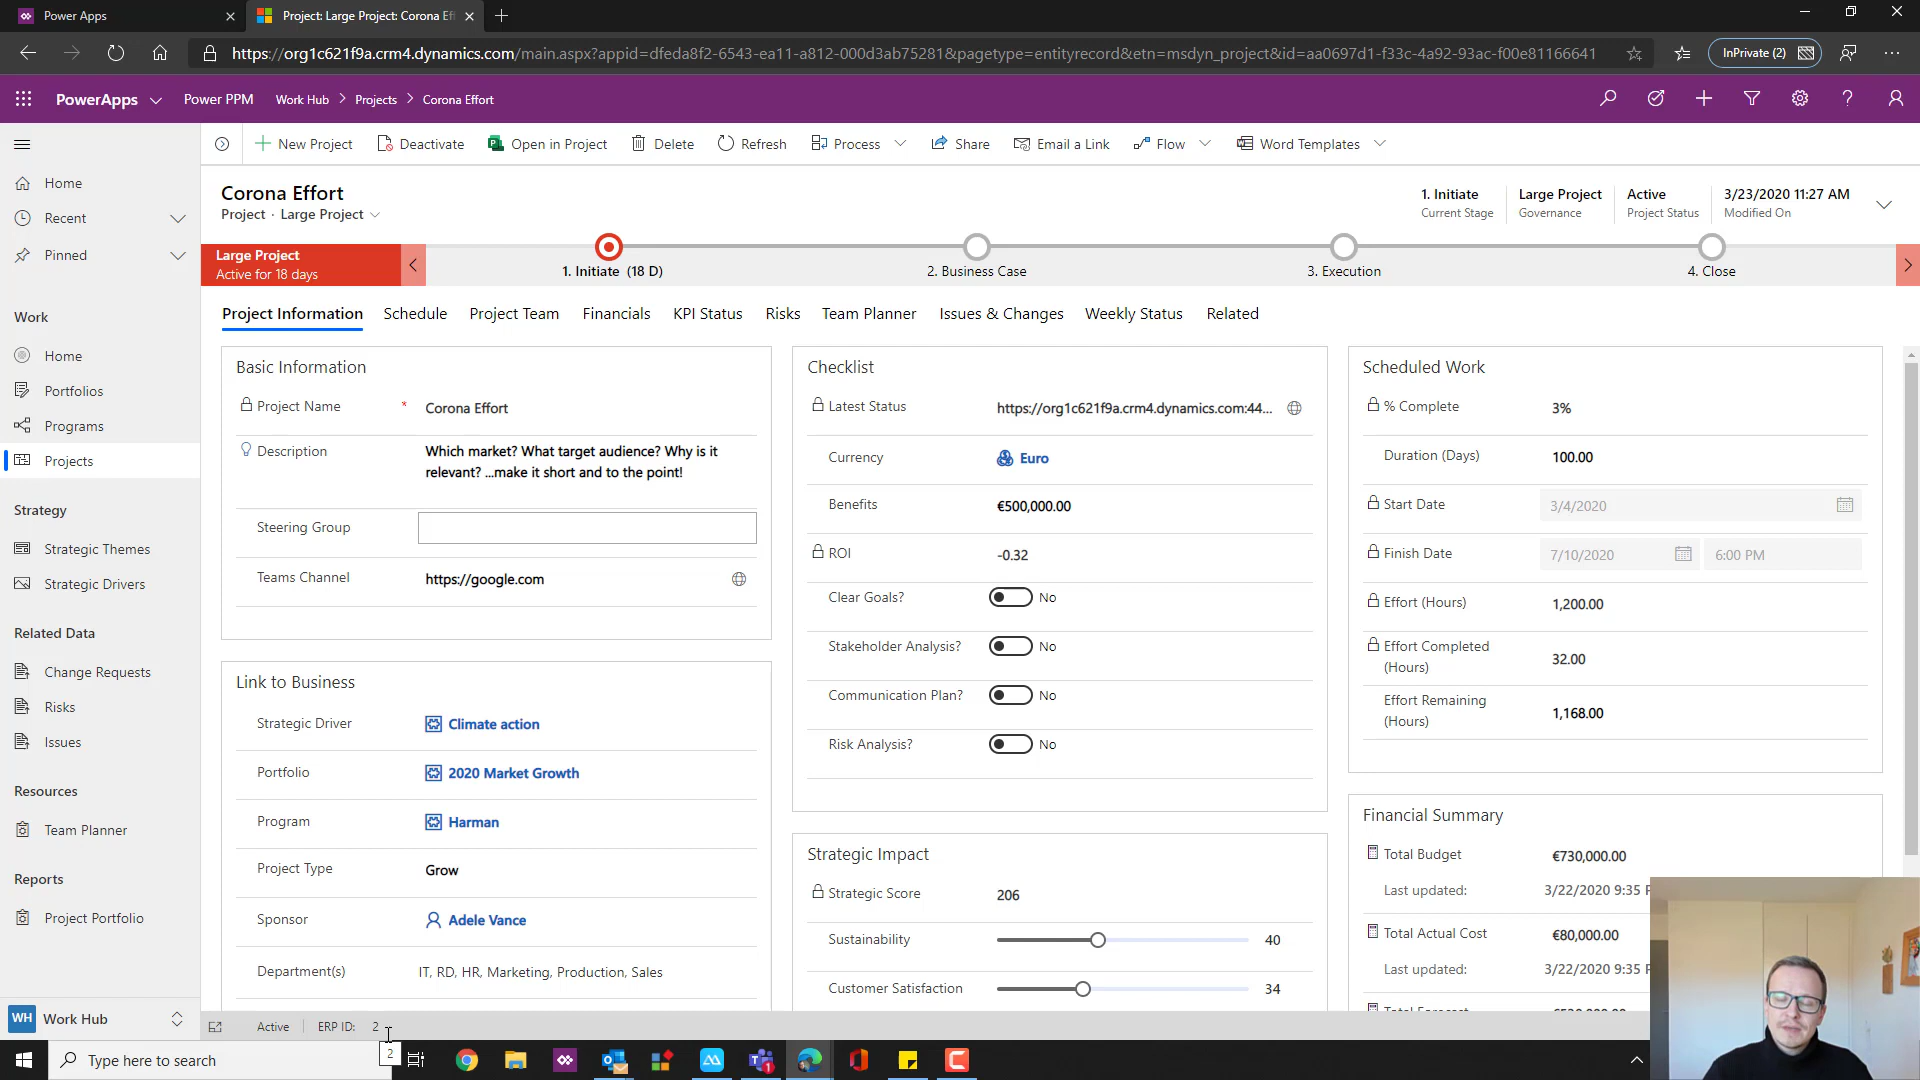 Power Apps
Project: Large Project: Corona Ef
https://org1c621f9a.crm4.dynamics.com/main.aspx?appid=dfeda8f2-6543-ea11-a812-000d3ab75281&pagetype=entityrecord&etn=msdyn_project&id=aa0697d1-f33c-4a92-93ac-f00e81166641
InPrivate (2)
PowerApps
Power PPM
Work Hub > Projects > Corona Effort
New Project
Deactivate
Open in Project
Delete
Refresh
Process
Share
Email a Link
Flow
Word Templates
Home
Recent
Pinned
Work
Home
Portfolios
Programs
Projects
Strategy
Strategic Themes
Strategic Drivers
Related Data
Change Requests
Risks
Issues
Resources
Team Planner
Reports
Project Portfolio
WH Work Hub
Corona Effort
Project · Large Project
1. Initiate
Current Stage
Large Project
Governance
Active
Project Status
3/23/2020 11:27 AM
Modified On
Large Project
Active for 18 days
1. Initiate (18 D)
2. Business Case
3. Execution
4. Close
Project Information
Schedule
Project Team
Financials
KPI Status
Risks
Team Planner
Issues & Changes
Weekly Status
Related
Basic Information
Project Name * Corona Effort
Description
Which market? What target audience? Why is it
relevant? ...make it short and to the point!
Steering Group
Teams Channel https://google.com
Link to Business
Strategic Driver Climate action
Portfolio 2020 Market Growth
Program Harman
Project Type Grow
Sponsor Adele Vance
Department(s) IT, RD, HR, Marketing, Production, Sales
Checklist
Latest Status https://org1c621f9a.crm4.dynamics.com:44...
Currency Euro
Benefits €500,000.00
ROI -0.32
Clear Goals? No
Stakeholder Analysis? No
Communication Plan? No
Risk Analysis? No
Strategic Impact
Strategic Score 206
Sustainability 40
Customer Satisfaction 34
Scheduled Work
% Complete 3%
Duration (Days) 100.00
Start Date 3/4/2020
Finish Date 7/10/2020 6:00 PM
Effort (Hours) 1,200.00
Effort Completed
(Hours)
32.00
Effort Remaining
(Hours)
1,168.00
Financial Summary
Total Budget €730,000.00
Last updated: 3/22/2020 9:35
Total Actual Cost €80,000.00
Last updated: 3/22/2020 9:35
Active
ERP ID: 2
2
Type here to search